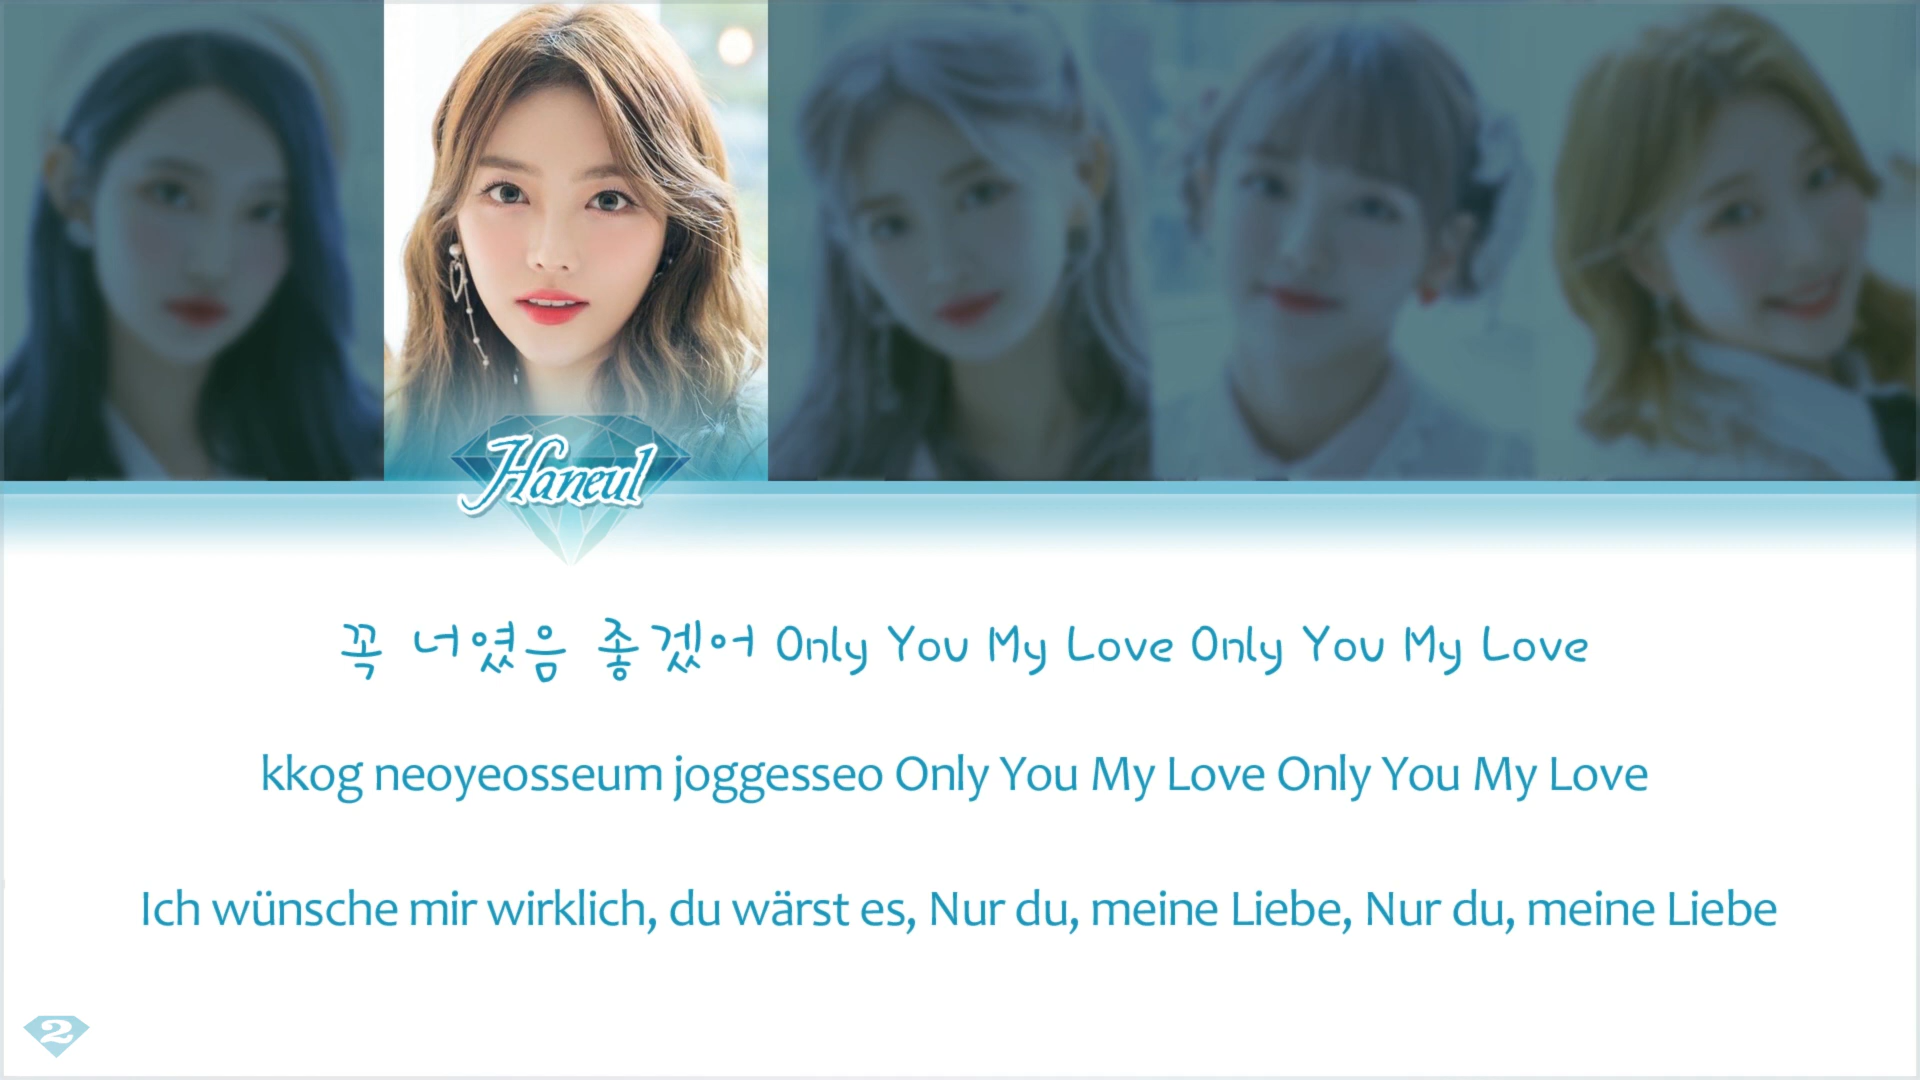 Haneul
꼭 너였음 좋겠어 Only You My Love Only You My Love
kkog neoyeosseum joggesseo Only You My Love Only You My Love
Ich wünsche mir wirklich, du wärst es, Nur du, meine Liebe, Nur du, meine Liebe
2